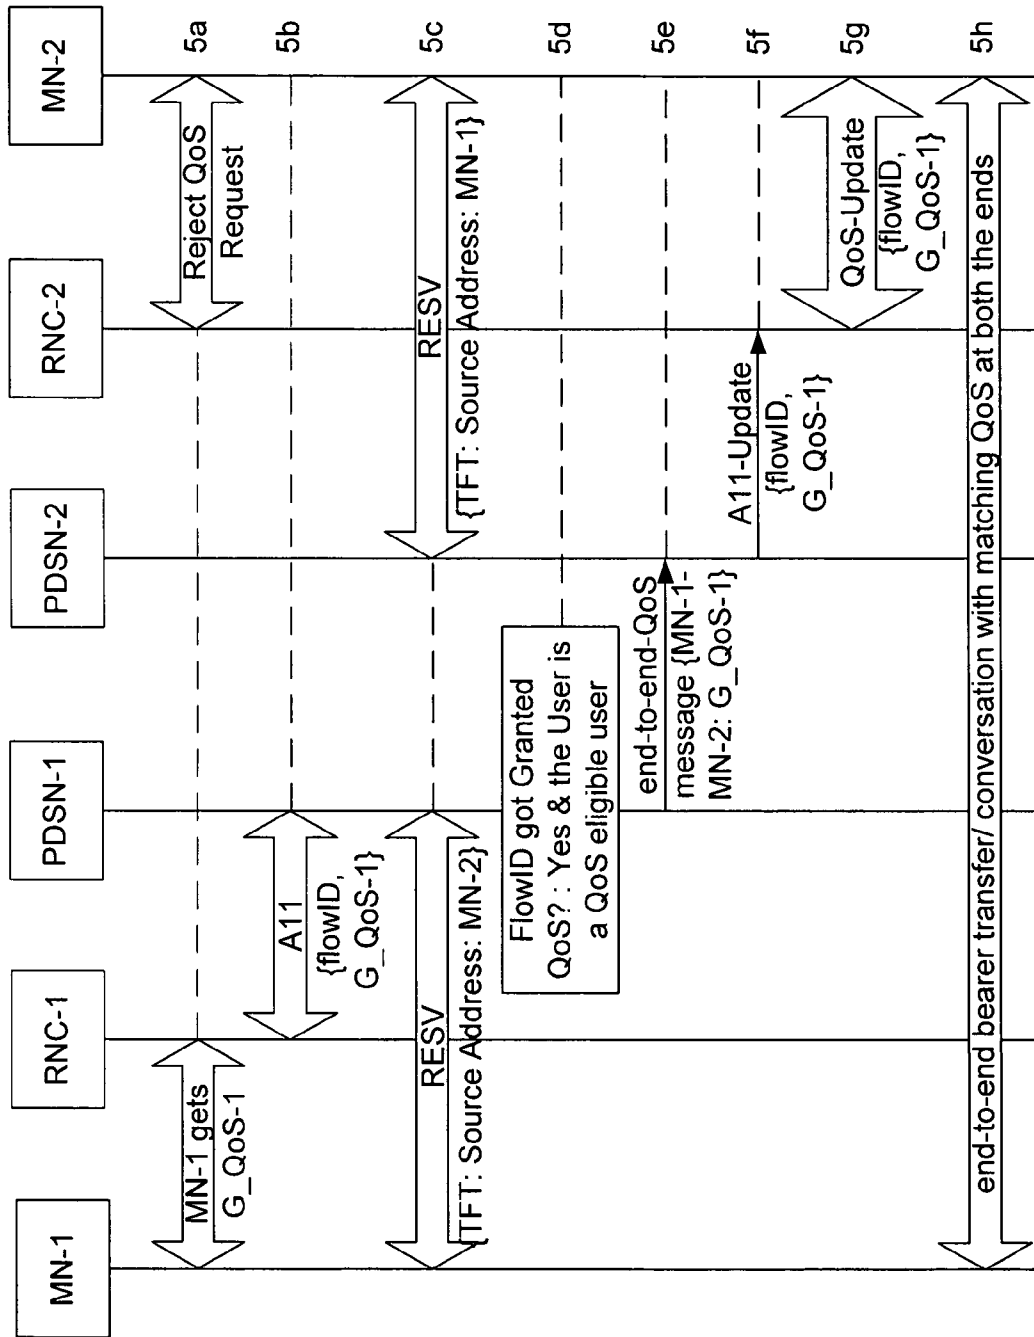 MN-1
RNC-1
PDSN-1
PDSN-2
RNC-2
MN-2
MN-1 gets
G_QoS-1
Reject QoS
Request
5a
A11
{flowID,
G_QoS-1}
5b
RESV
{TFT: Source Address: MN-2}
RESV
{TFT: Source Address: MN-1}
5c
FlowID got Granted
QoS? : Yes & the User is
a QoS eligible user
5d
end-to-end-QoS
message {MN-1-
MN-2: G_QoS-1}
5e
A11-Update
{flowID,
G_QoS-1}
5f
QoS-Update
{flowID,
G_QoS-1}
5g
end-to-end bearer transfer/ conversation with matching QoS at both the ends
5h